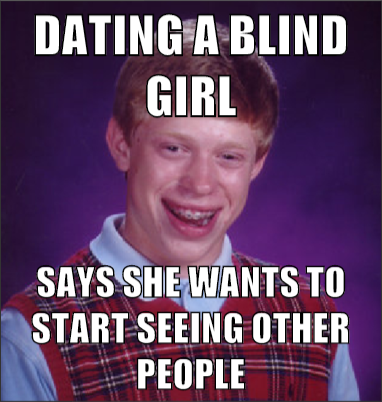 DATING A BLIND
GIRL
SAYS SHE WANTS TO
START SEEING OTHER
PEOPLE